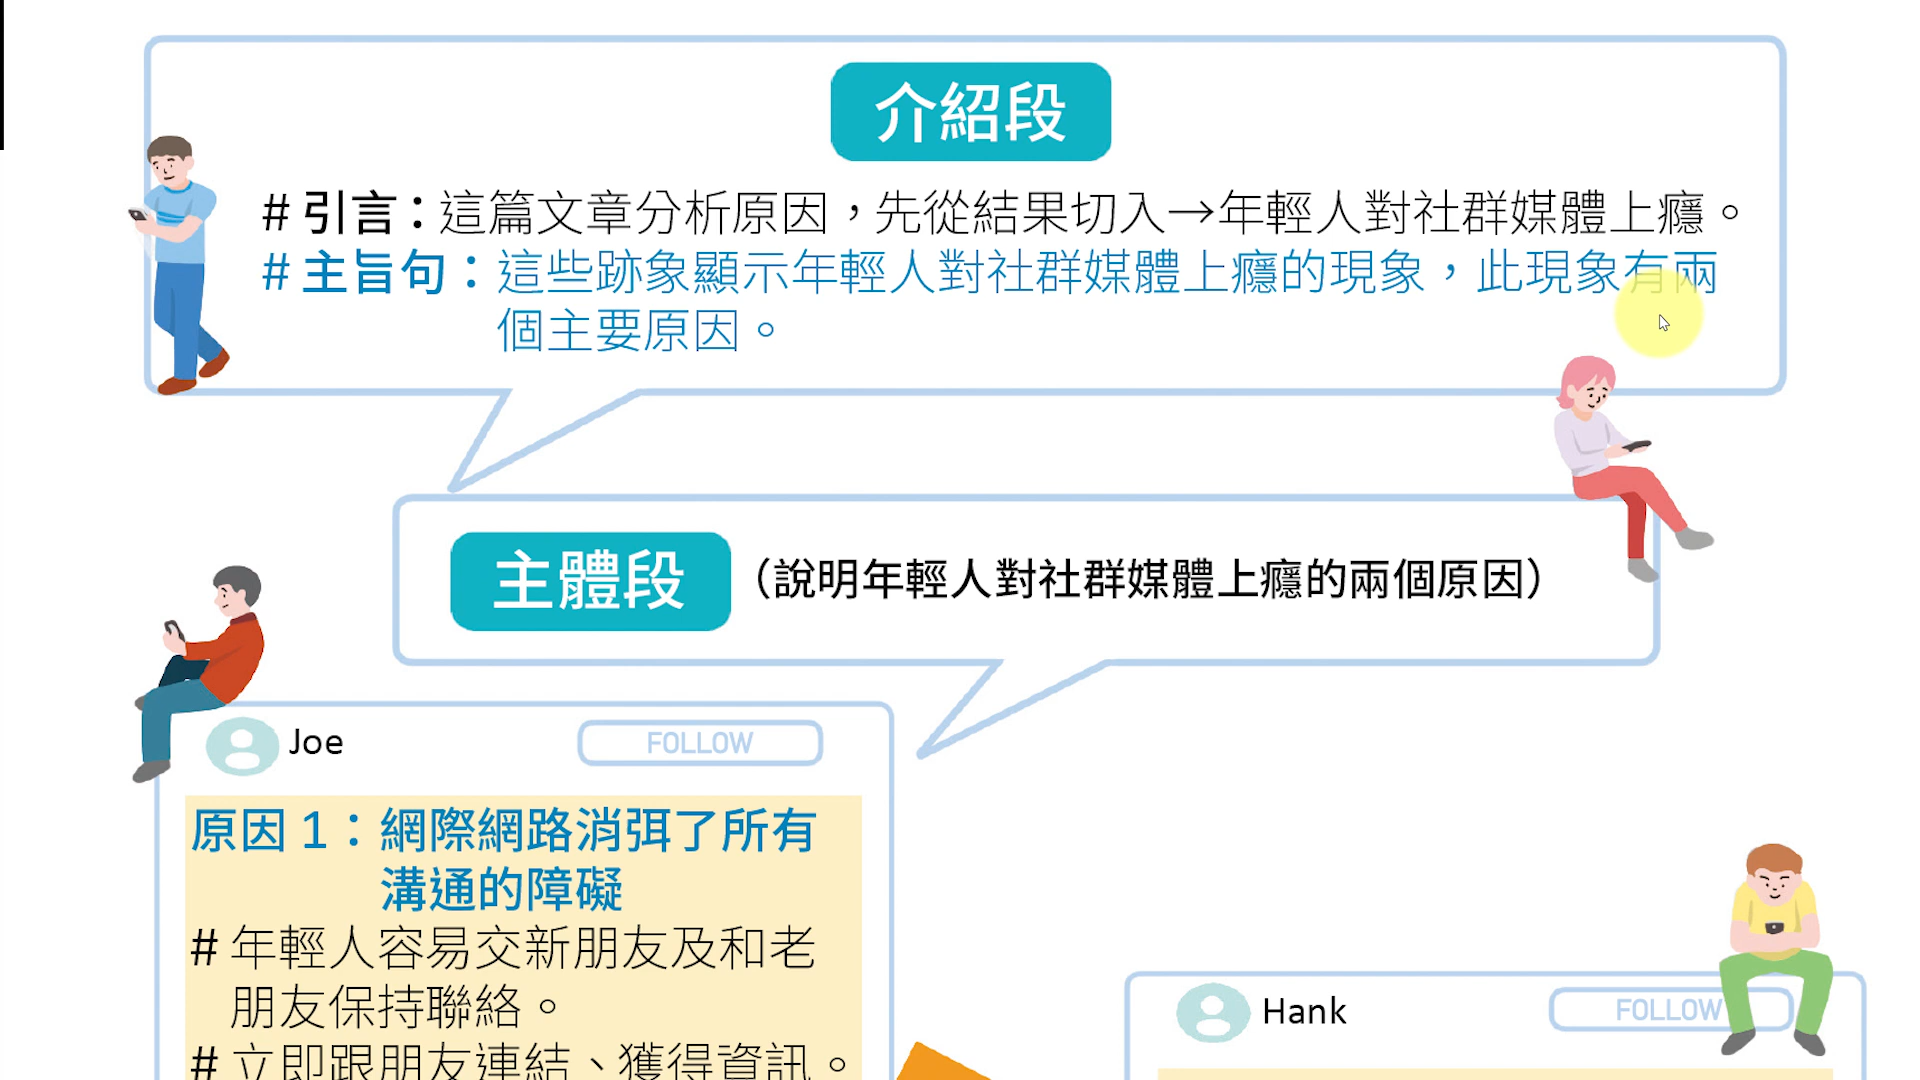 介紹段
# 引言：這篇文章分析原因，先從結果切入→年輕人對社群媒體上癮。
# 主旨句：這些跡象顯示年輕人對社群媒體上癮的現象，此現象有兩
個主要原因。
主體段（說明年輕人對社群媒體上癮的兩個原因）
Joe FOLLOW
原因 1：網際網路消弭了所有
溝通的障礙
# 年輕人容易交新朋友及和老
朋友保持聯絡。
# 立即跟朋友連結、獲得資訊。
Hank FOLLOW